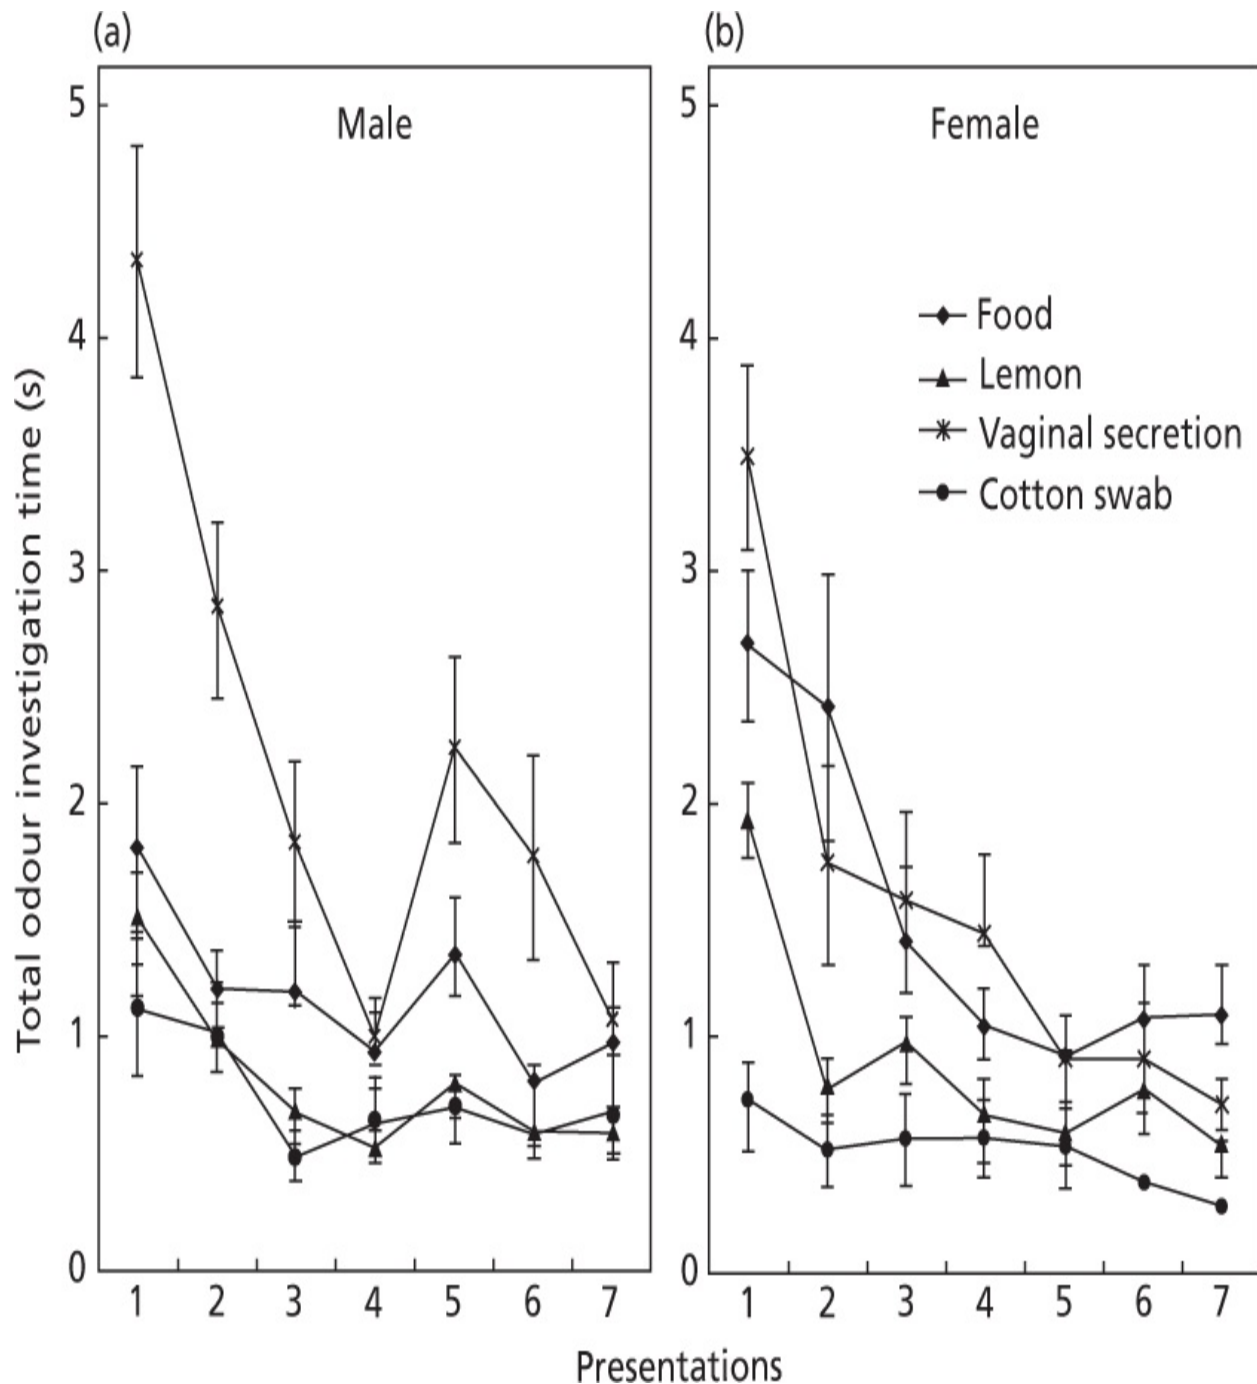 (a)
(b)
Male
Female
5
4
3
2
1
0
5
4
3
2
1
0
Food
Lemon
Vaginal secretion
Cotton swab
Total odour investigation time (s)
1 2 3 4 5 6 7
1 2 3 4 5 6 7
Presentations